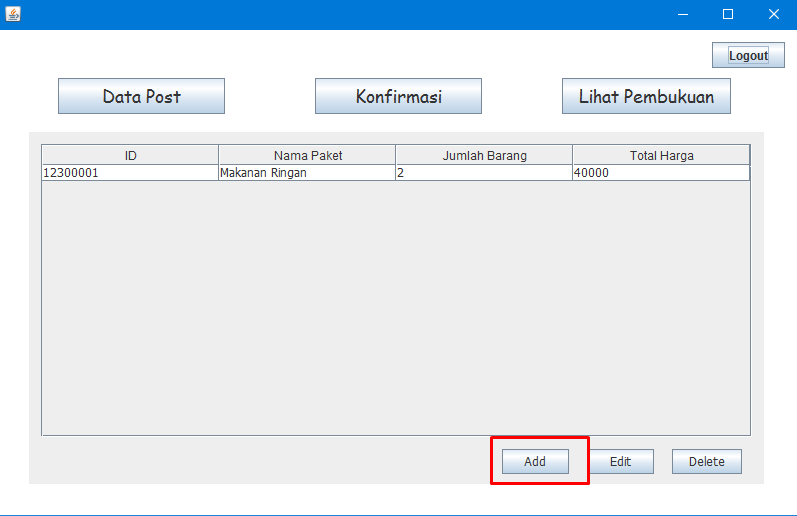 Logout
Data Post Konfirmasi Lihat Pembukuan
ID Nama Paket Jumlah Barang Total Harga
12300001 Makanan Ringan 2 40000
Add Edit Delete